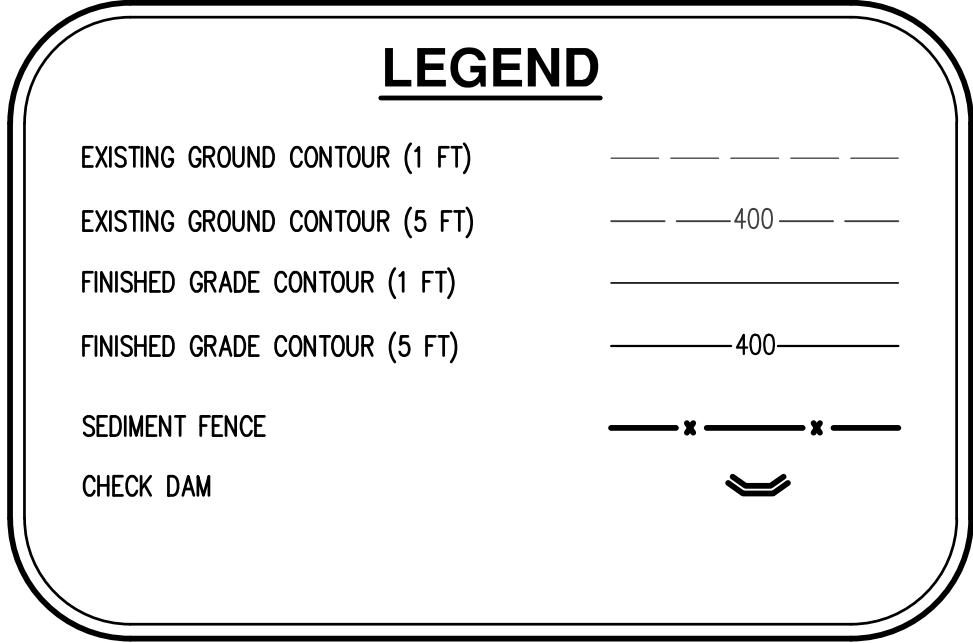 LEGEND
EXISTING GROUND CONTOUR (1 FT)
EXISTING GROUND CONTOUR (5 FT) 400
FINISHED GRADE CONTOUR (1 FT)
FINISHED GRADE CONTOUR (5 FT) 400
SEDIMENT FENCE
CHECK DAM